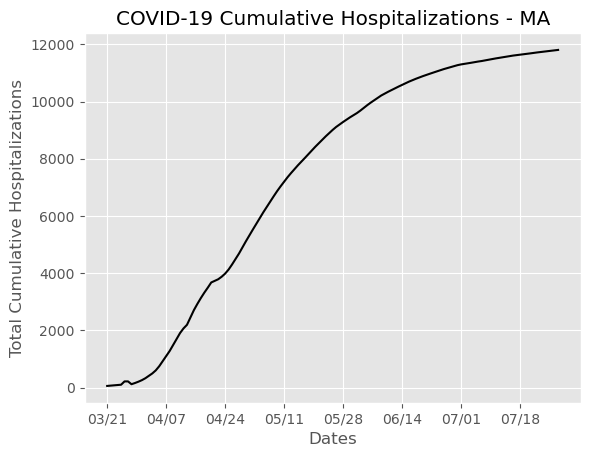 COVID-19 Cumulative Hospitalizations - MA
Total Cumulative Hospitalizations
12000
10000
8000
6000
4000
2000
0
03/21 04/07 04/24 05/11 05/28 06/14 07/01 07/18
Dates